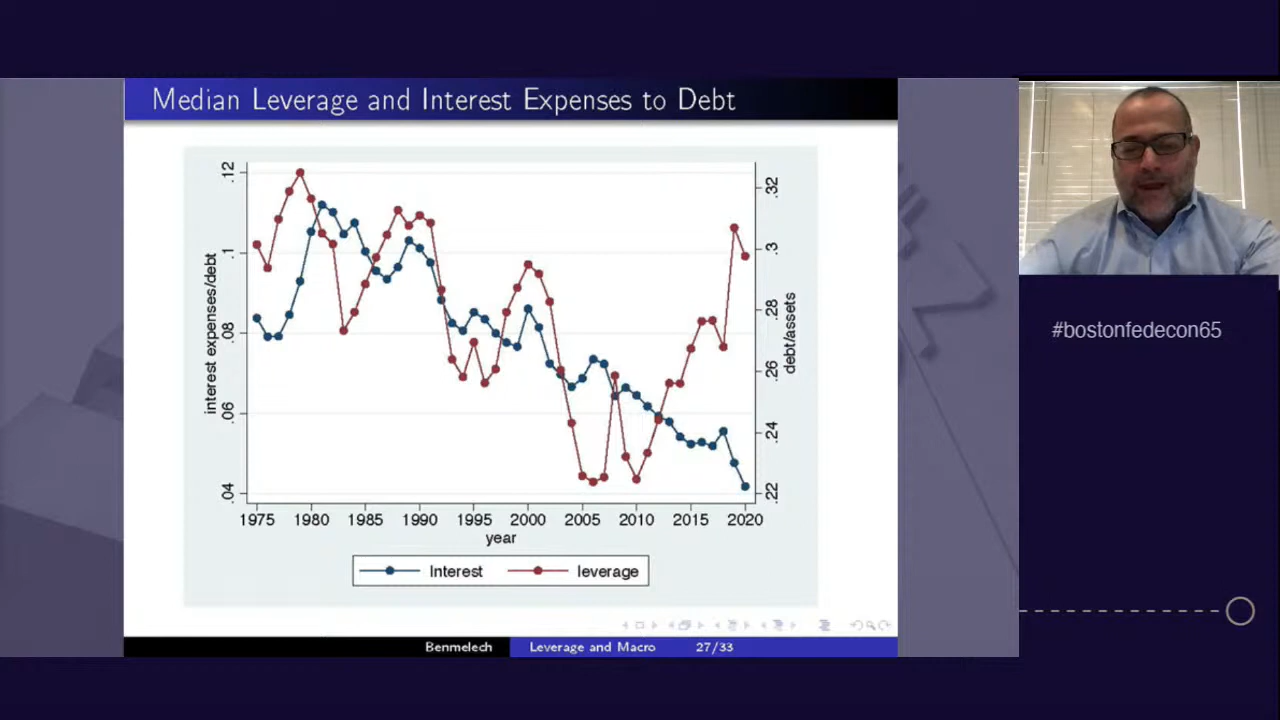 Median Leverage and Interest Expenses to Debt
.12
.1
.08
.06
.04
interest expenses/debt
.32
.3
.28
.26
.24
.22
debt/assets
1975 1980 1985 1990 1995 2000 2005 2010 2015 2020
year
Interest leverage
Benmelech Leverage and Macro 27/33
#bostonfedecon65